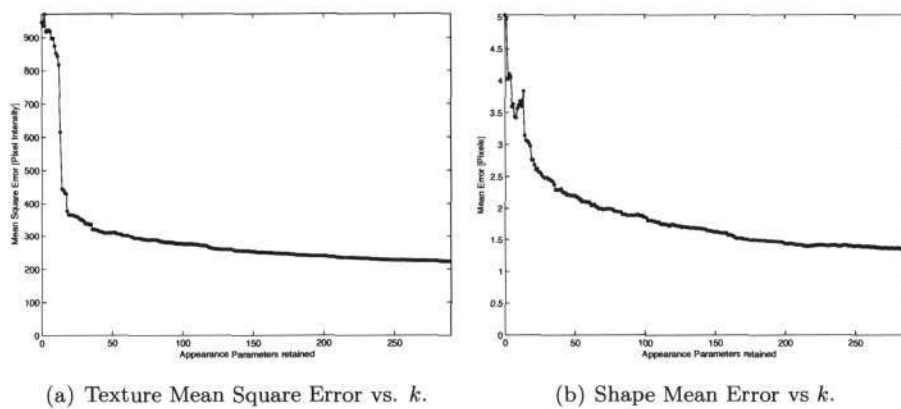 900
800
700
600
500
400
300
200
100
0
Mean Square Error [Pixel Intensity]
0 50 100 150 200 250
Appearance Parameters retained
5
4.5
4
3.5
3
2.5
2
1.5
1
0.5
0
Mean Error [Pixels]
0 50 100 150 200 250
Appearance Parameters retained
(a) Texture Mean Square Error vs. k.
(b) Shape Mean Error vs k.